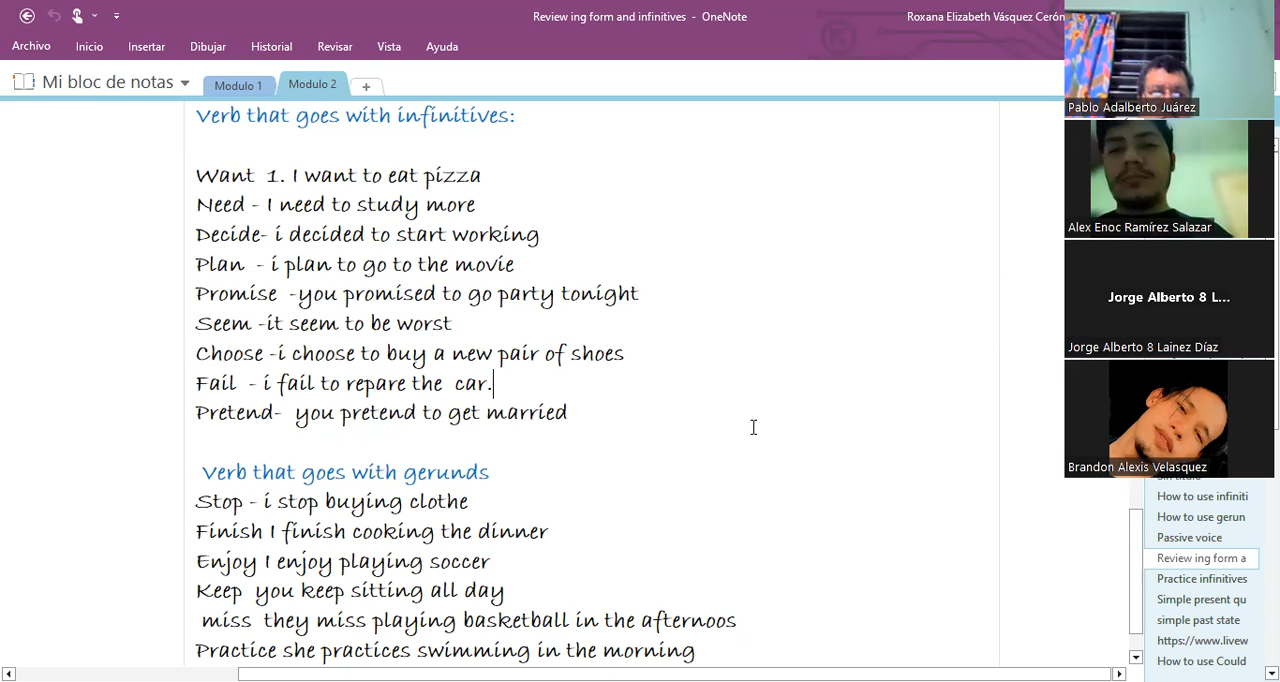 Review ing form and infinitives - OneNote
Roxana Elizabeth Vásquez Cerón
Archivo Inicio Insertar Dibujar Historial Revisar Vista Ayuda
Mi bloc de notas Modulo 1 Modulo 2 +
Verb that goes with infinitives:
Want 1. I want to eat pizza
Need - I need to study more
Decide- i decided to start working
Plan - i plan to go to the movie
Promise -you promised to go party tonight
Seem -it seem to be worst
Choose -i choose to buy a new pair of shoes
Fail - i fail to repare the car.
Pretend- you pretend to get married
Verb that goes with gerunds
Stop - i stop buying clothe
Finish I finish cooking the dinner
Enjoy I enjoy playing soccer
Keep you keep sitting all day
miss they miss playing basketball in the afternoos
Practice she practices swimming in the morning
Pablo Adalberto Juárez
Alex Enoc Ramírez Salazar
Jorge Alberto 8 L...
Jorge Alberto 8 Lainez Díaz
Brandon Alexis Velasquez
How to use infiniti
How to use gerun
Passive voice
Review ing form a
Practice infinitives
Simple present qu
simple past state
https://www.livew
How to use Could